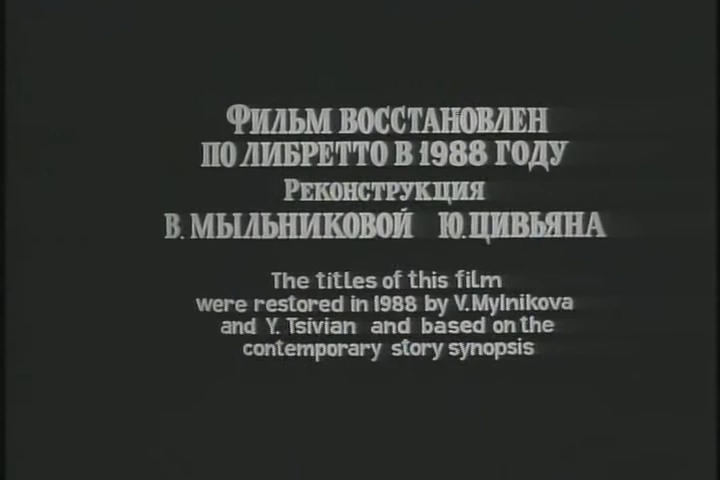 Фильм восстановлен
по либретто в 1988 году
Реконструкция
В. Мыльниковой Ю. Цивьяна
The titles of this film
were restored in 1988 by V. Mylnikova
and Y. Tsivian and based on the
contemporary story synopsis